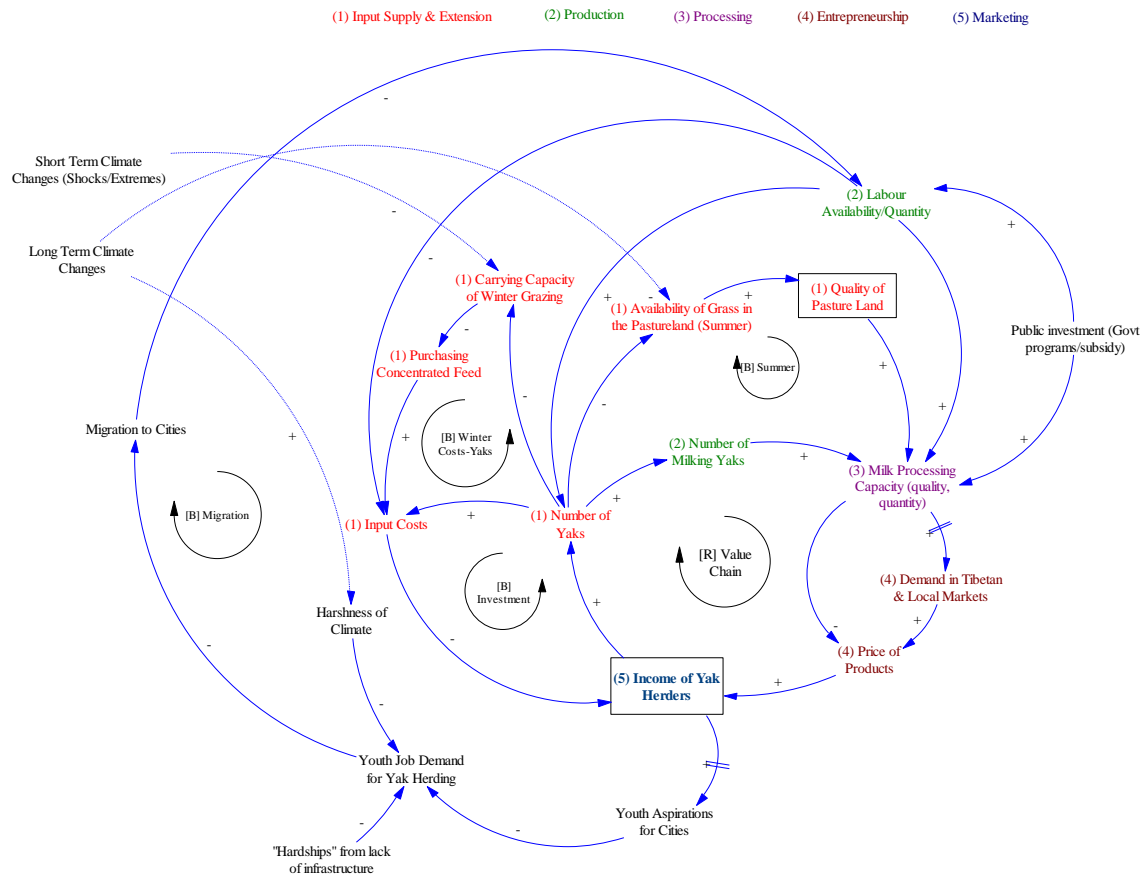 (1) Input Supply & Extension
(2) Production
(3) Processing
(4) Entrepreneurship
(5) Marketing
-
Short Term Climate
Changes (Shocks/Extremes)
(2) Labour
Availability/Quantity
-
+
Long Term Climate
Changes
-
(1) Carrying Capacity
of Winter Grazing
+
-
(1) Availability of Grass in
the Pastureland (Summer)
+
(1) Quality of
Pasture Land
-
(1) Purchasing
Concentrated Feed
Public investment (Govt
programs/subsidy)
[B] Summer
+
-
-
+
Migration to Cities
+
+
[B] Winter
Costs-Yaks
(2) Number of
Milking Yaks
+
+
(3) Milk Processing
Capacity (quality,
quantity)
+
[B] Migration
(1) Input Costs
+
(1) Number of
Yaks
+
+
[R] Value
Chain
[B]
Investment
(4) Demand in Tibetan
& Local Markets
Harshness of
Climate
+
+
-
-
-
(4) Price of
Products
(5) Income of Yak
Herders
+
-
Youth Job Demand
for Yak Herding
+
Youth Aspirations
for Cities
-
-
"Hardships" from lack
of infrastructure